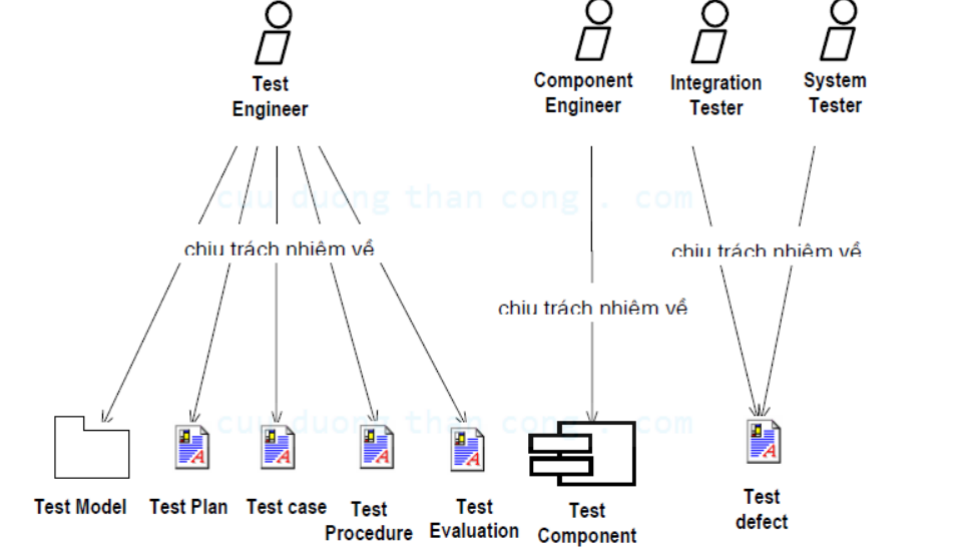 Test
Engineer
Component
Engineer
Integration
Tester
System
Tester
cuu duong than cong . com
chịu trách nhiệm về
chịu trách nhiệm về
chịu trách nhiệm về
cuu duong than cong . com
Test Model
Test Plan
Test case
Test
Procedure
Test
Evaluation
Test
Component
Test
defect